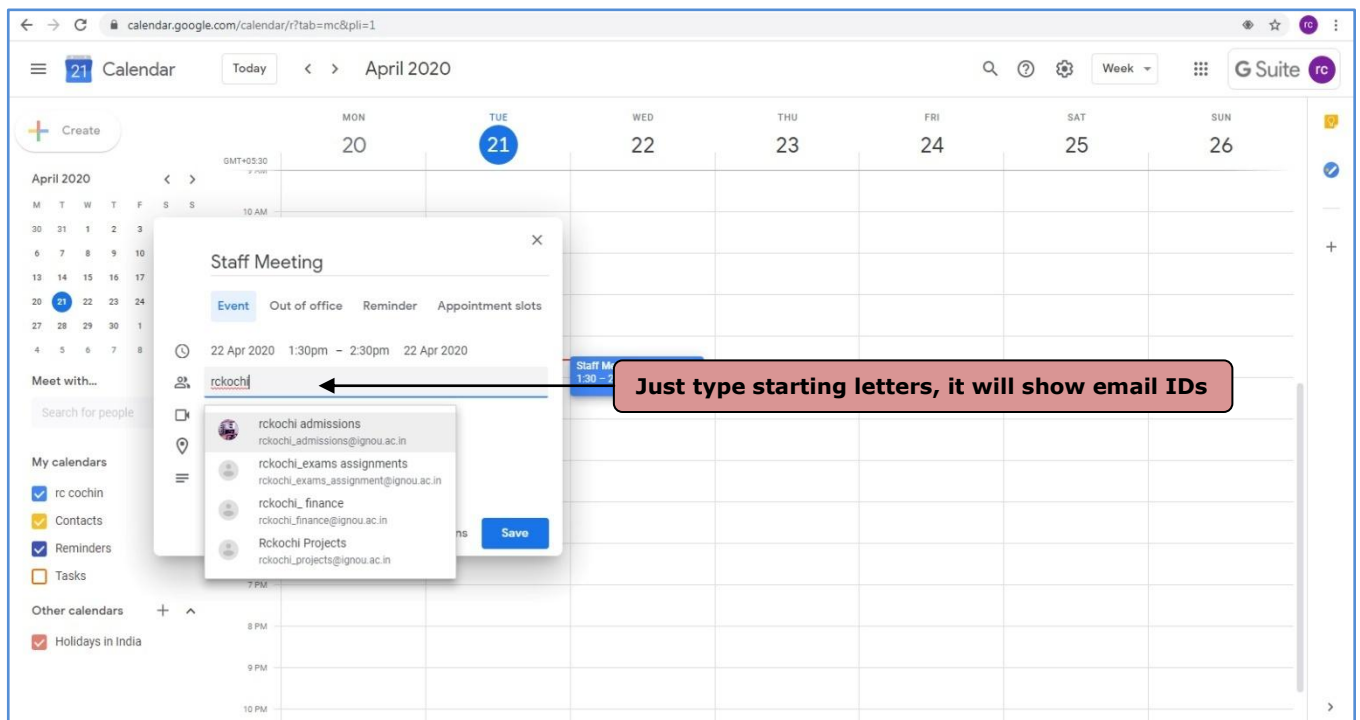 calendar.google.com/calendar/r?tab=mc&pli=1
rc
21 Calendar Today April 2020 Week G Suite rc
Create
MON TUE WED THU FRI SAT SUN
20 21 22 23 24 25 26
GMT+05:30
10 AM
April 2020
M T W T F S S
30 31 1 2 3
6 7 8 9 10
13 14 15 16 17
20 21 22 23 24
27 28 29 30 1
4 5 6 7 8
Staff Meeting
Event Out of office Reminder Appointment slots
22 Apr 2020 1:30pm – 2:30pm 22 Apr 2020
rckochi
rckochi admissions
rckochi_admissions@ignou.ac.in
rckochi_exams assignments
rckochi_exams_assignment@ignou.ac.in
rckochi_ finance
rckochi_finance@ignou.ac.in
Rckochi Projects
rckochi_projects@ignou.ac.in
Save
Staff
1:30 –
Just type starting letters, it will show email IDs
Meet with...
Search for people
My calendars
rc cochin
Contacts
Reminders
Tasks
Other calendars
Holidays in India
7 PM
8 PM
9 PM
10 PM